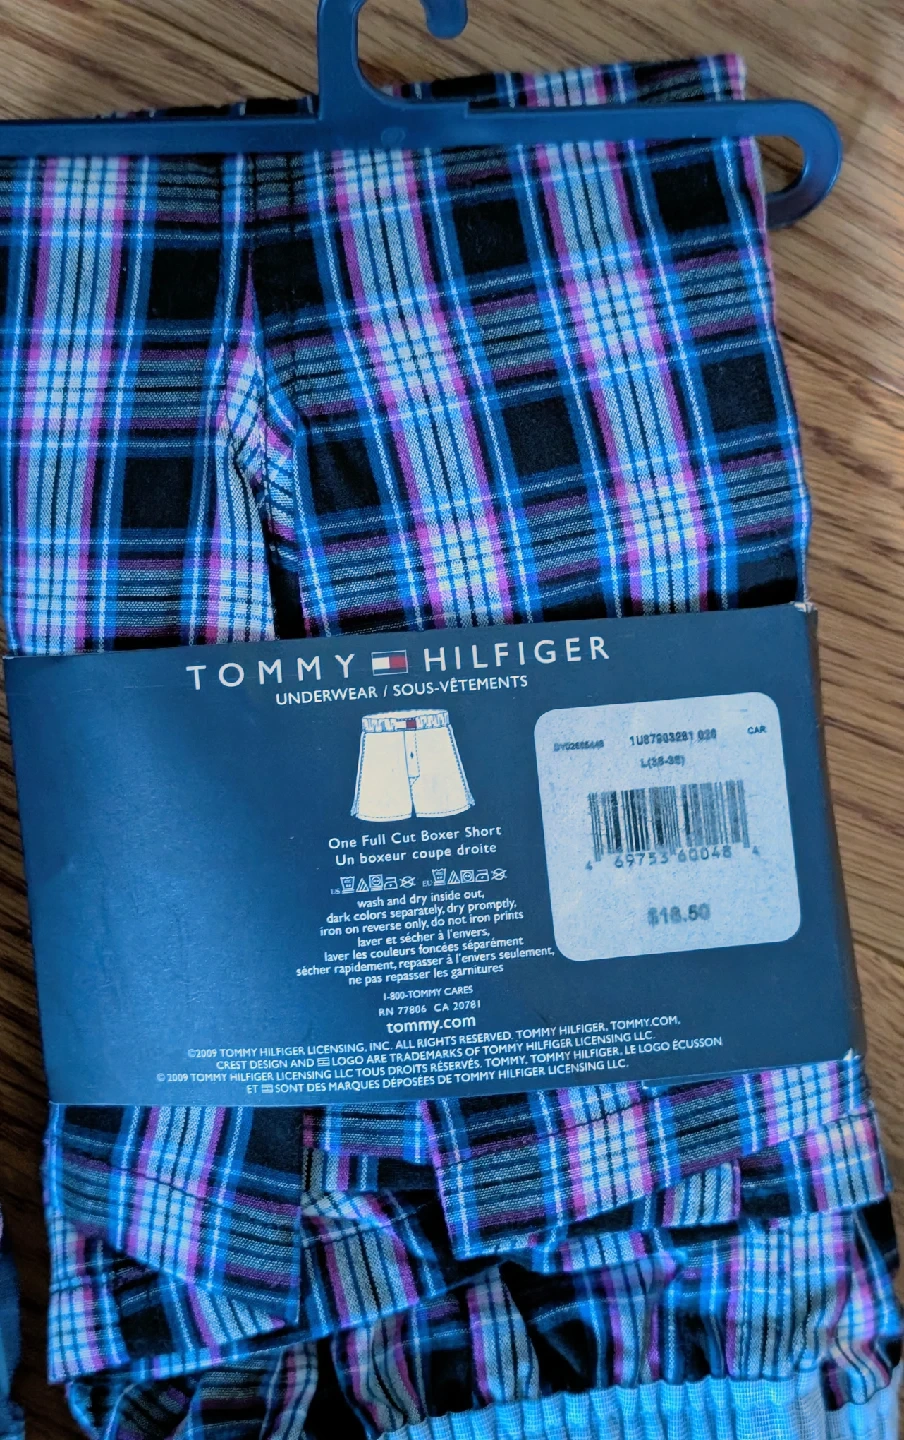 TOMMY HILFIGER
UNDERWEAR / SOUS-VÊTEMENTS
1U87903281 020
CAR
One Full Cut Boxer Short
Un boxeur coupe droite
4 69753 60048 4
$18.50
US
EU
wash and dry inside out,
dark colors separately, dry promptly,
iron on reverse only, do not iron prints
laver et sécher à l'envers,
laver les couleurs foncées séparément
sécher rapidement, repasser à l'envers seulement,
ne pas repasser les garnitures
1-800-TOMMY CARES
RN 77806 CA 20781
tommy.com
©2009 TOMMY HILFIGER LICENSING, INC. ALL RIGHTS RESERVED. TOMMY HILFIGER, TOMMY.COM,
CREST DESIGN AND LOGO ARE TRADEMARKS OF TOMMY HILFIGER LICENSING LLC.
©2009 TOMMY HILFIGER LICENSING LLC TOUS DROITS RÉSERVÉS. TOMMY, TOMMY HILFIGER, LE LOGO ÉCUSSON
ET SONT DES MARQUES DÉPOSÉES DE TOMMY HILFIGER LICENSING LLC.